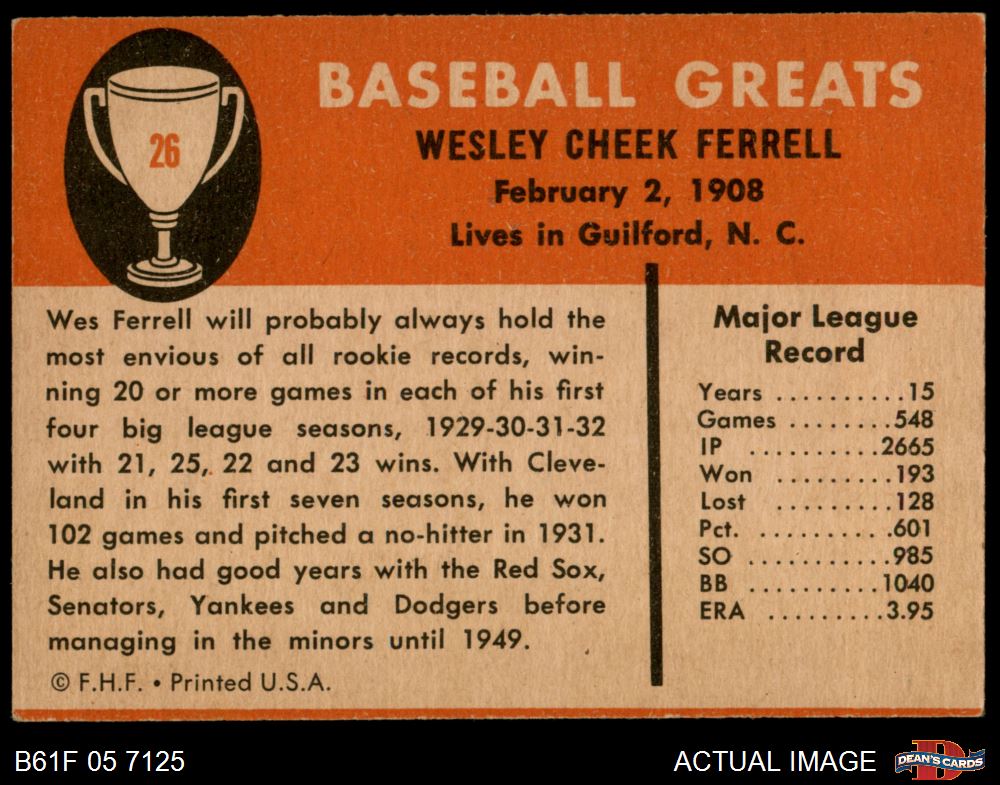 26
BASEBALL GREATS
WESLEY CHEEK FERRELL
February 2, 1908
Lives in Guilford, N. C.
Wes Ferrell will probably always hold the
most envious of all rookie records, win-
ning 20 or more games in each of his first
four big league seasons, 1929-30-31-32
with 21, 25, 22 and 23 wins. With Cleve-
land in his first seven seasons, he won
102 games and pitched a no-hitter in 1931.
He also had good years with the Red Sox,
Senators, Yankees and Dodgers before
managing in the minors until 1949.
© F.H.F. • Printed U.S.A.
Major League
Record
Years ..........15
Games ........548
IP ..........2665
Won .........193
Lost .........128
Pct. ..........601
SO ..........985
BB ..........1040
ERA .........3.95
B61F 05 7125
ACTUAL IMAGE
D
DEAN'S CARDS